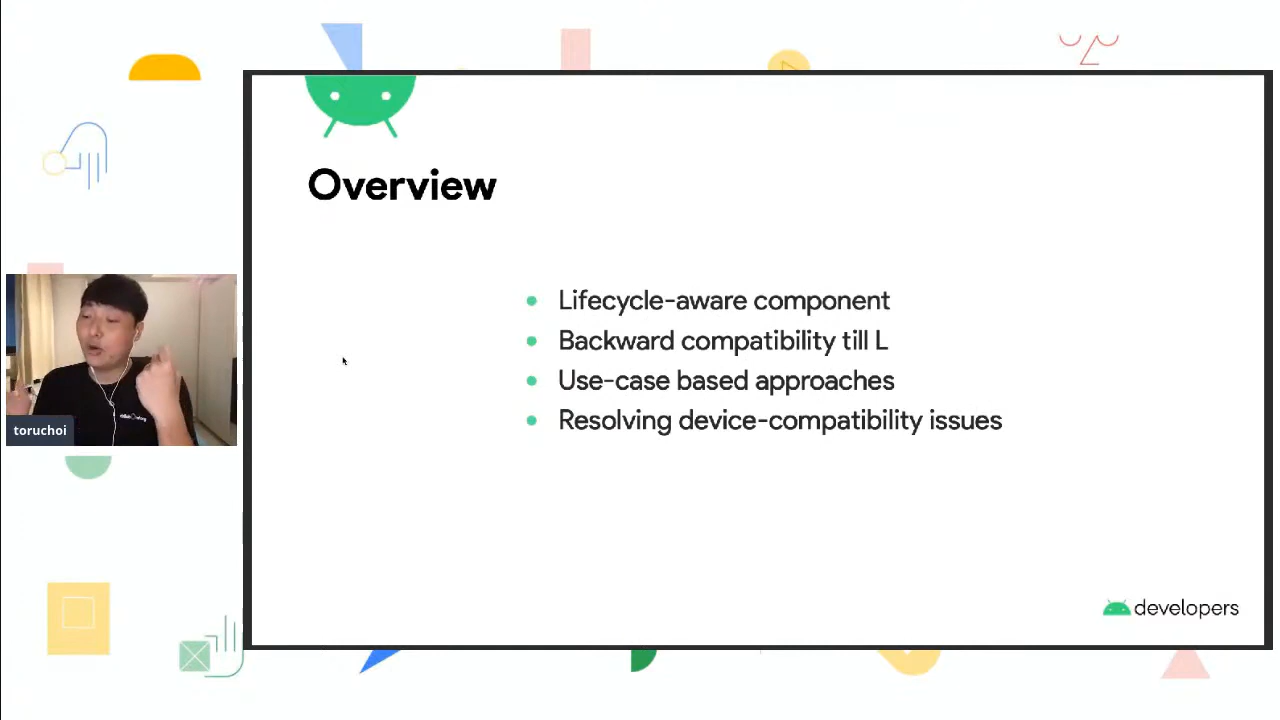 Overview
Lifecycle-aware component
Backward compatibility till L
Use-case based approaches
Resolving device-compatibility issues
toruchoi
developers